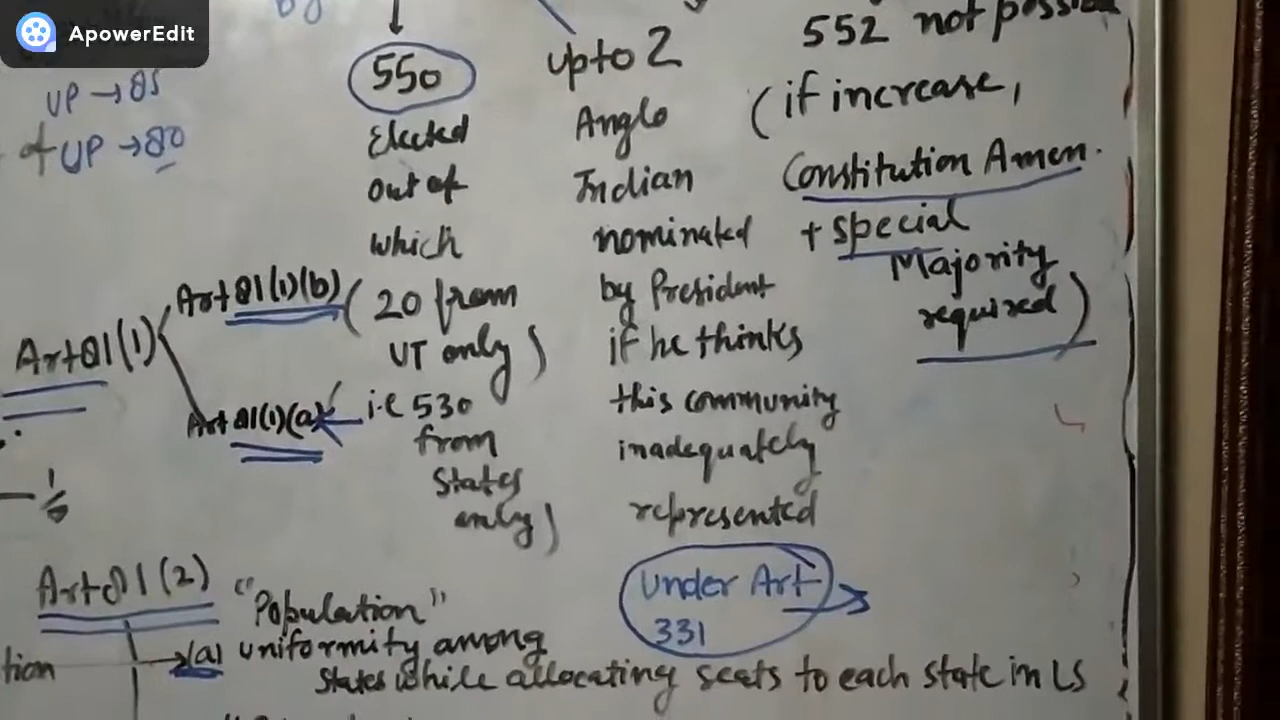 ApowerEdit
by
UP → 85
UP → 80
550
Elected
out of
which
Art 81(1)(b) (20 from
UT only)
Art 81(1)
Art 81(1)(a) i.e 530
from
States
only)
upto 2
Anglo
Indian
nominated
by President
if he thinks
this community
inadequately
represented
Under Art
331
552 not possible
(if increase,
Constitution Amen.
+ special
Majority
required)
Art 81(2)
"Population"
(a) uniformity among
States while allocating seats to each state in LS
tion